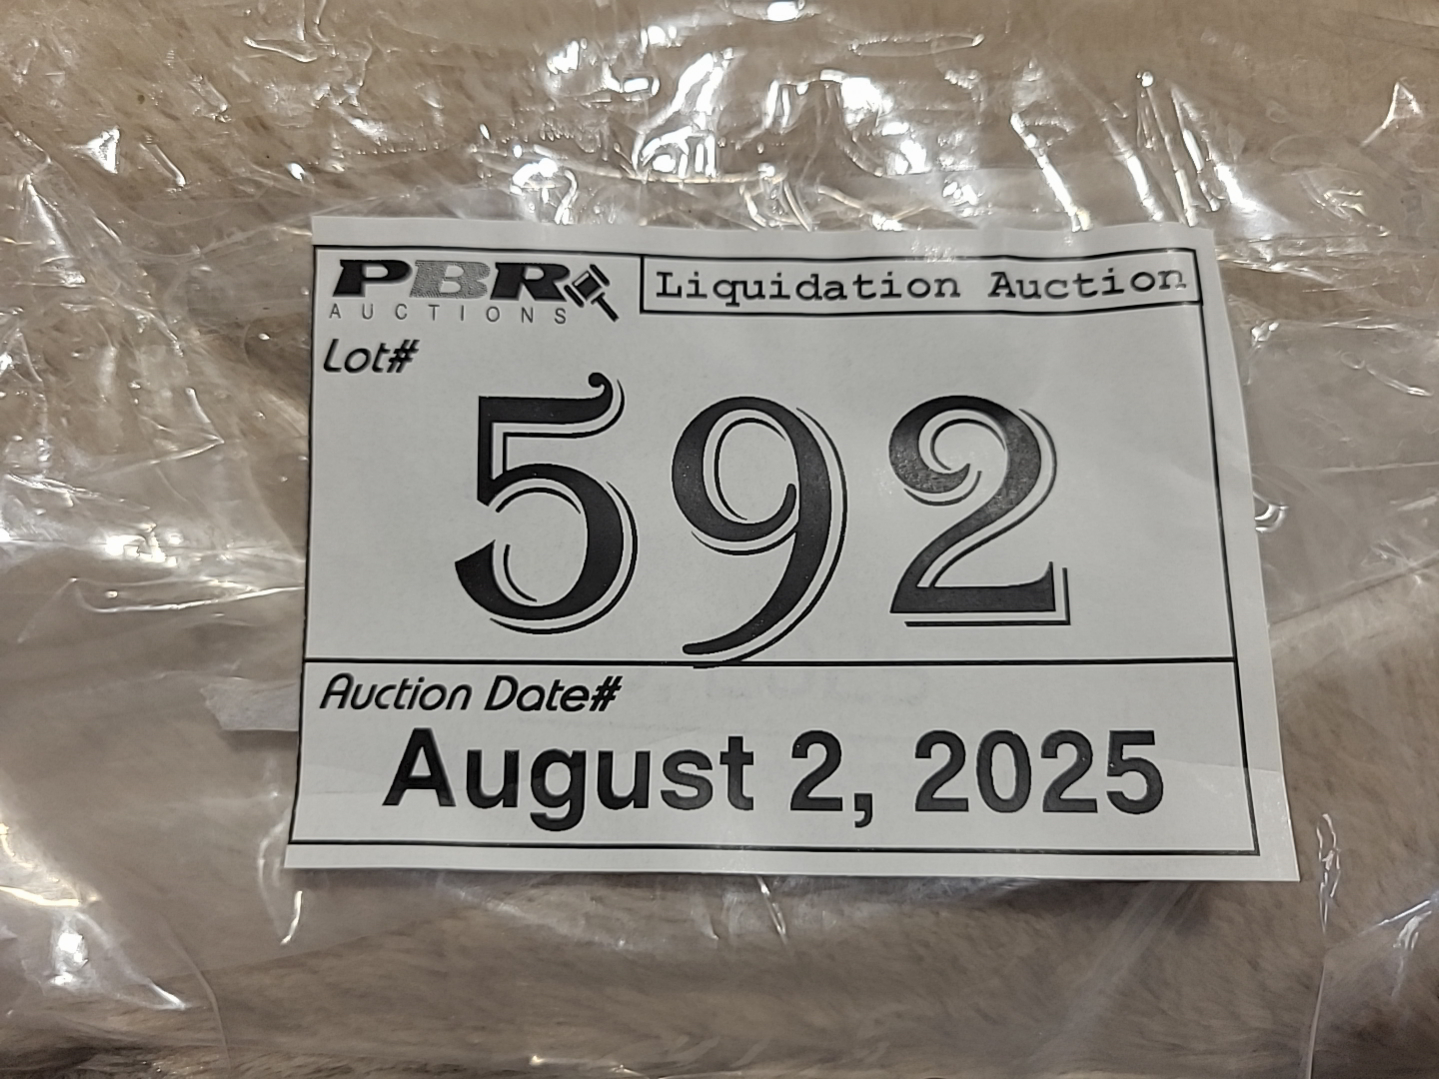 PBR
AUCTIONS
Liquidation Auction
Lot#
592
Auction Date#
August 2, 2025